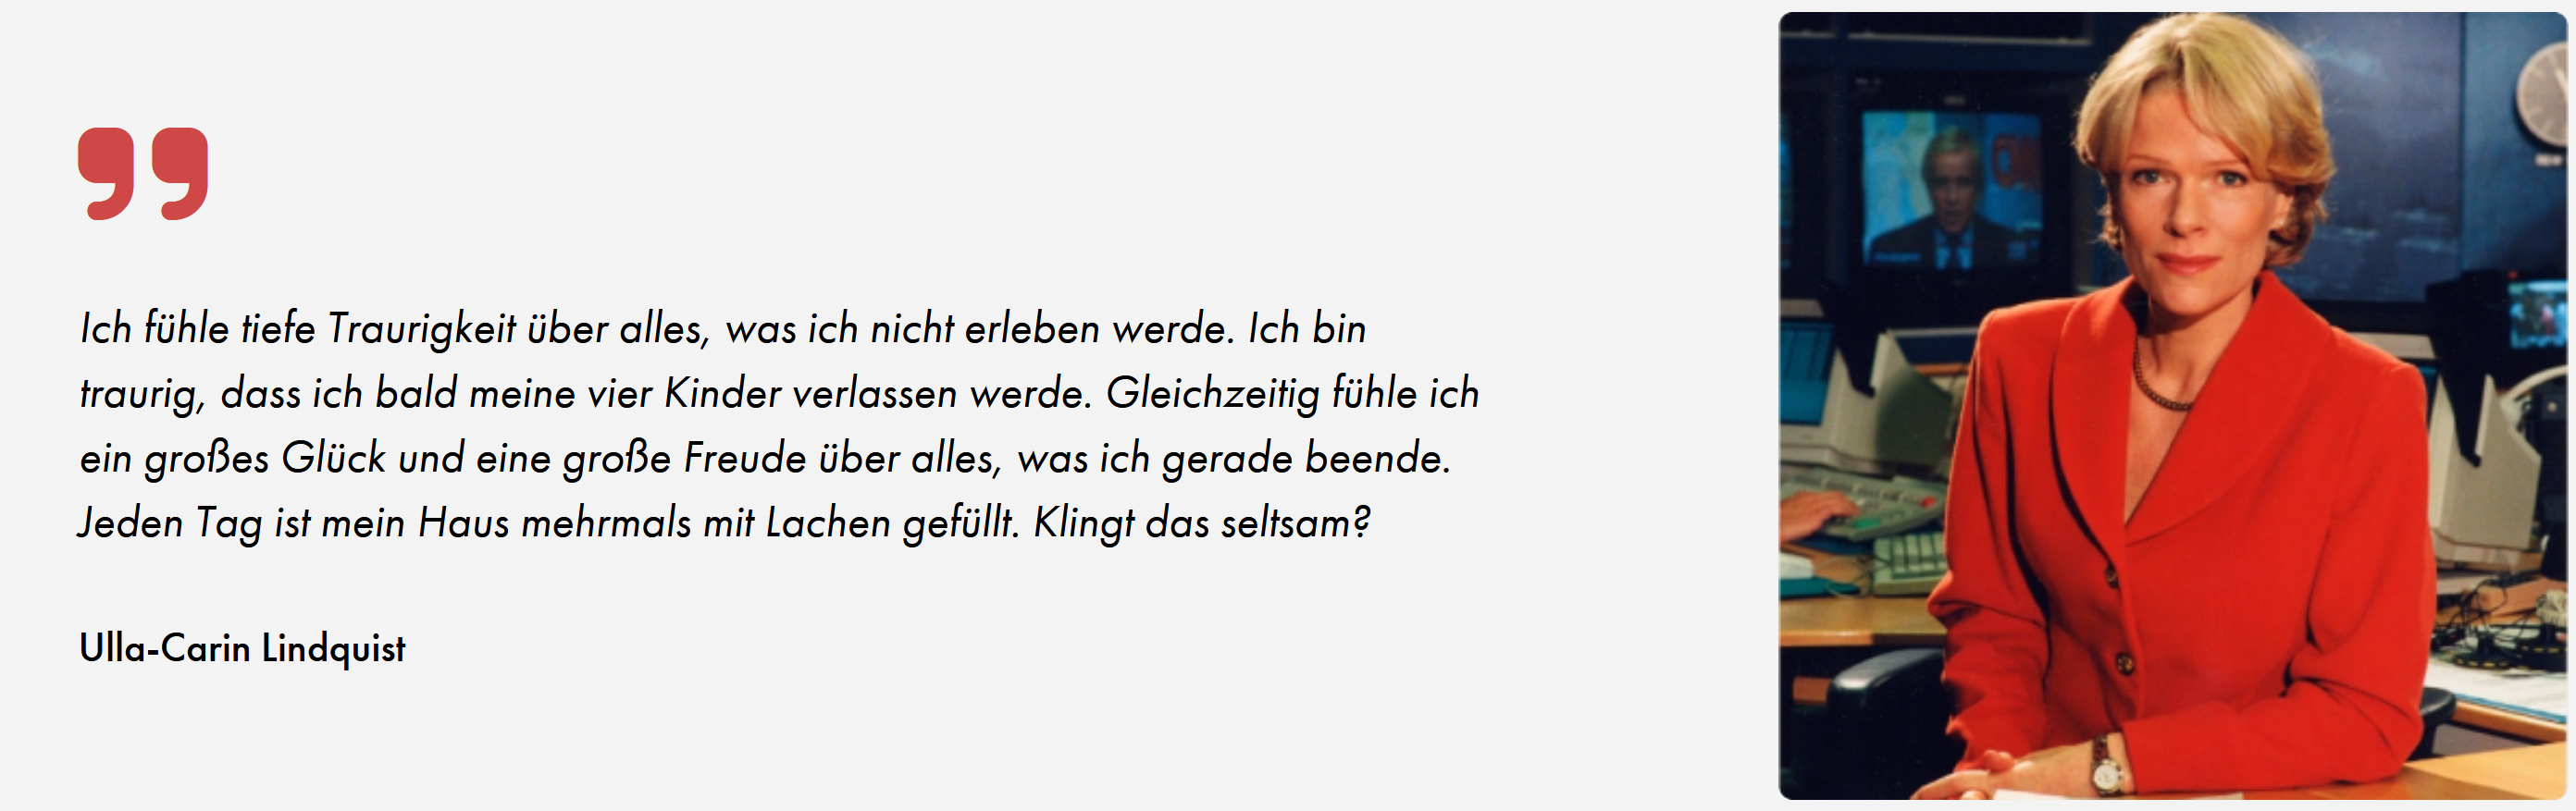 Ich fühle tiefe Traurigkeit über alles, was ich nicht erleben werde. Ich bin
traurig, dass ich bald meine vier Kinder verlassen werde. Gleichzeitig fühle ich
ein großes Glück und eine große Freude über alles, was ich gerade beende.
Jeden Tag ist mein Haus mehrmals mit Lachen gefüllt. Klingt das seltsam?
Ulla-Carin Lindquist